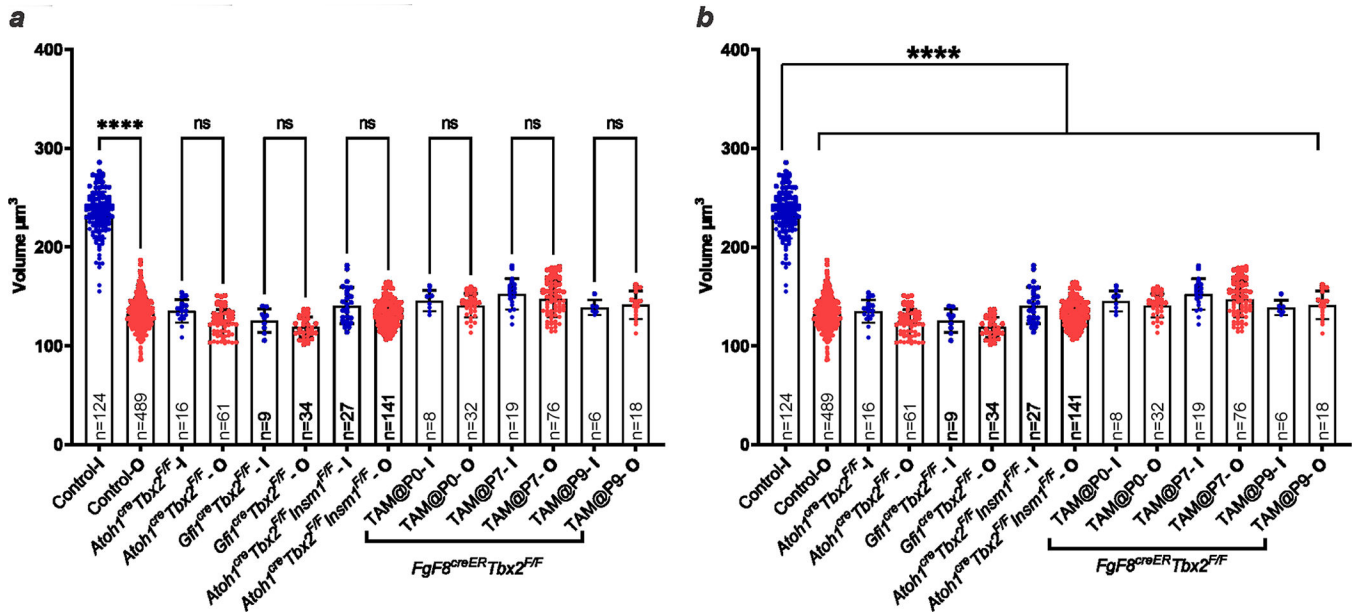 a
400
300
200
100
0
Volume µm³
****
ns
ns
ns
ns
ns
ns
n=124
n=489
n=16
n=61
n=9
n=34
n=27
n=141
n=8
n=32
n=19
n=76
n=6
n=18
Control-I
Control-O
Atoh1creTbx2F/F-I
Atoh1creTbx2F/F- O
Gfi1creTbx2F/F- I
Gfi1creTbx2F/F- O
Atoh1creTbx2F/F Insm1F/F- I
Atoh1creTbx2F/F Insm1F/F- O
TAM@P0- I
TAM@P0- O
TAM@P7- I
TAM@P7- O
TAM@P9- I
TAM@P9- O
FgF8creERTbx2F/F
b
400
300
200
100
0
Volume µm³
****
n=124
n=489
n=16
n=61
n=9
n=34
n=27
n=141
n=8
n=32
n=19
n=76
n=6
n=18
Control-I
Control-O
Atoh1creTbx2F/F-I
Atoh1creTbx2F/F- O
Gfi1creTbx2F/F- I
Gfi1creTbx2F/F- O
Atoh1creTbx2F/F Insm1F/F- I
Atoh1creTbx2F/F Insm1F/F- O
TAM@P0- I
TAM@P0- O
TAM@P7- I
TAM@P7- O
TAM@P9- I
TAM@P9- O
FgF8creERTbx2F/F